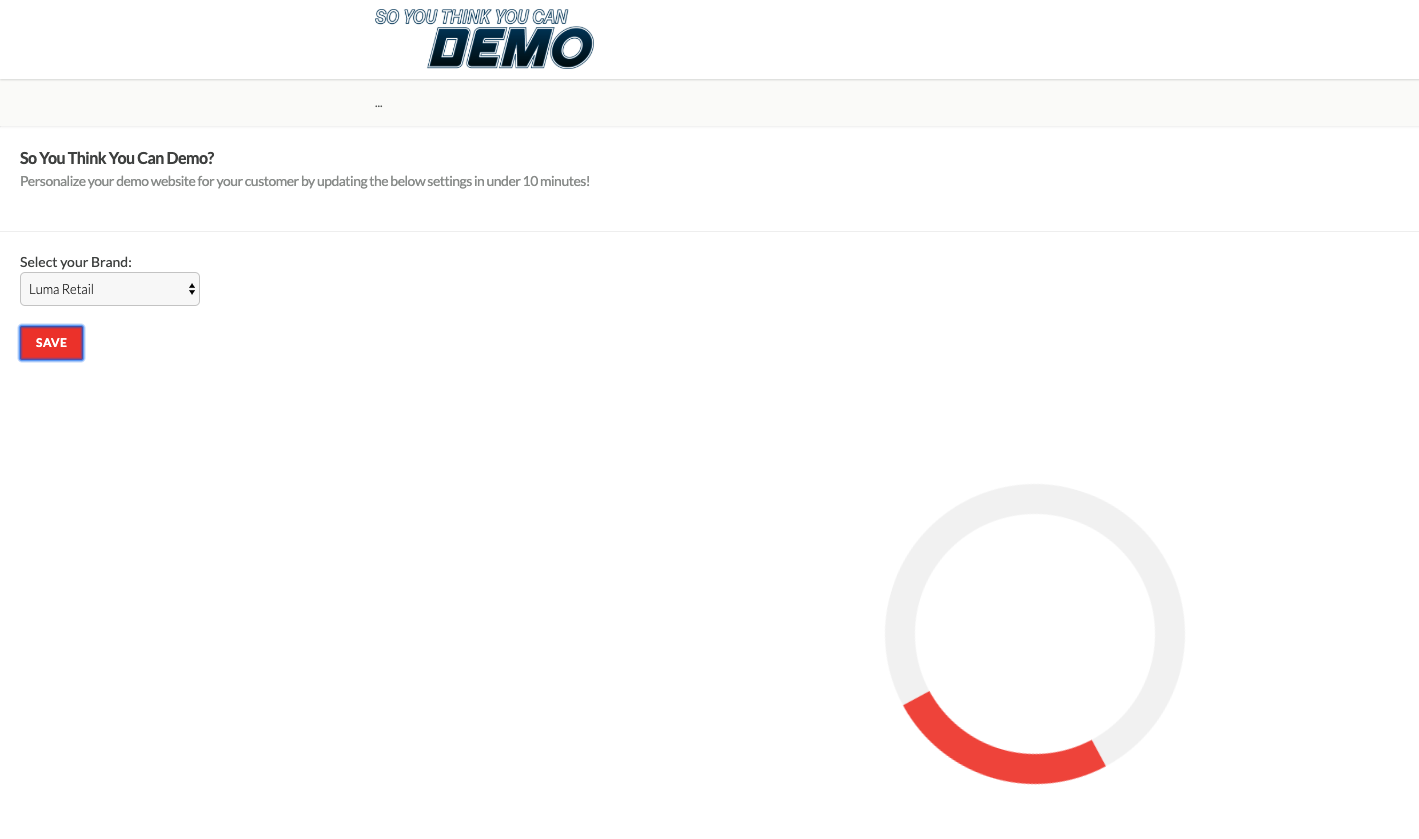 SO YOU THINK YOU CAN
DEMO
...
So You Think You Can Demo?
Personalize your demo website for your customer by updating the below settings in under 10 minutes!
Select your Brand:
Luma Retail
SAVE